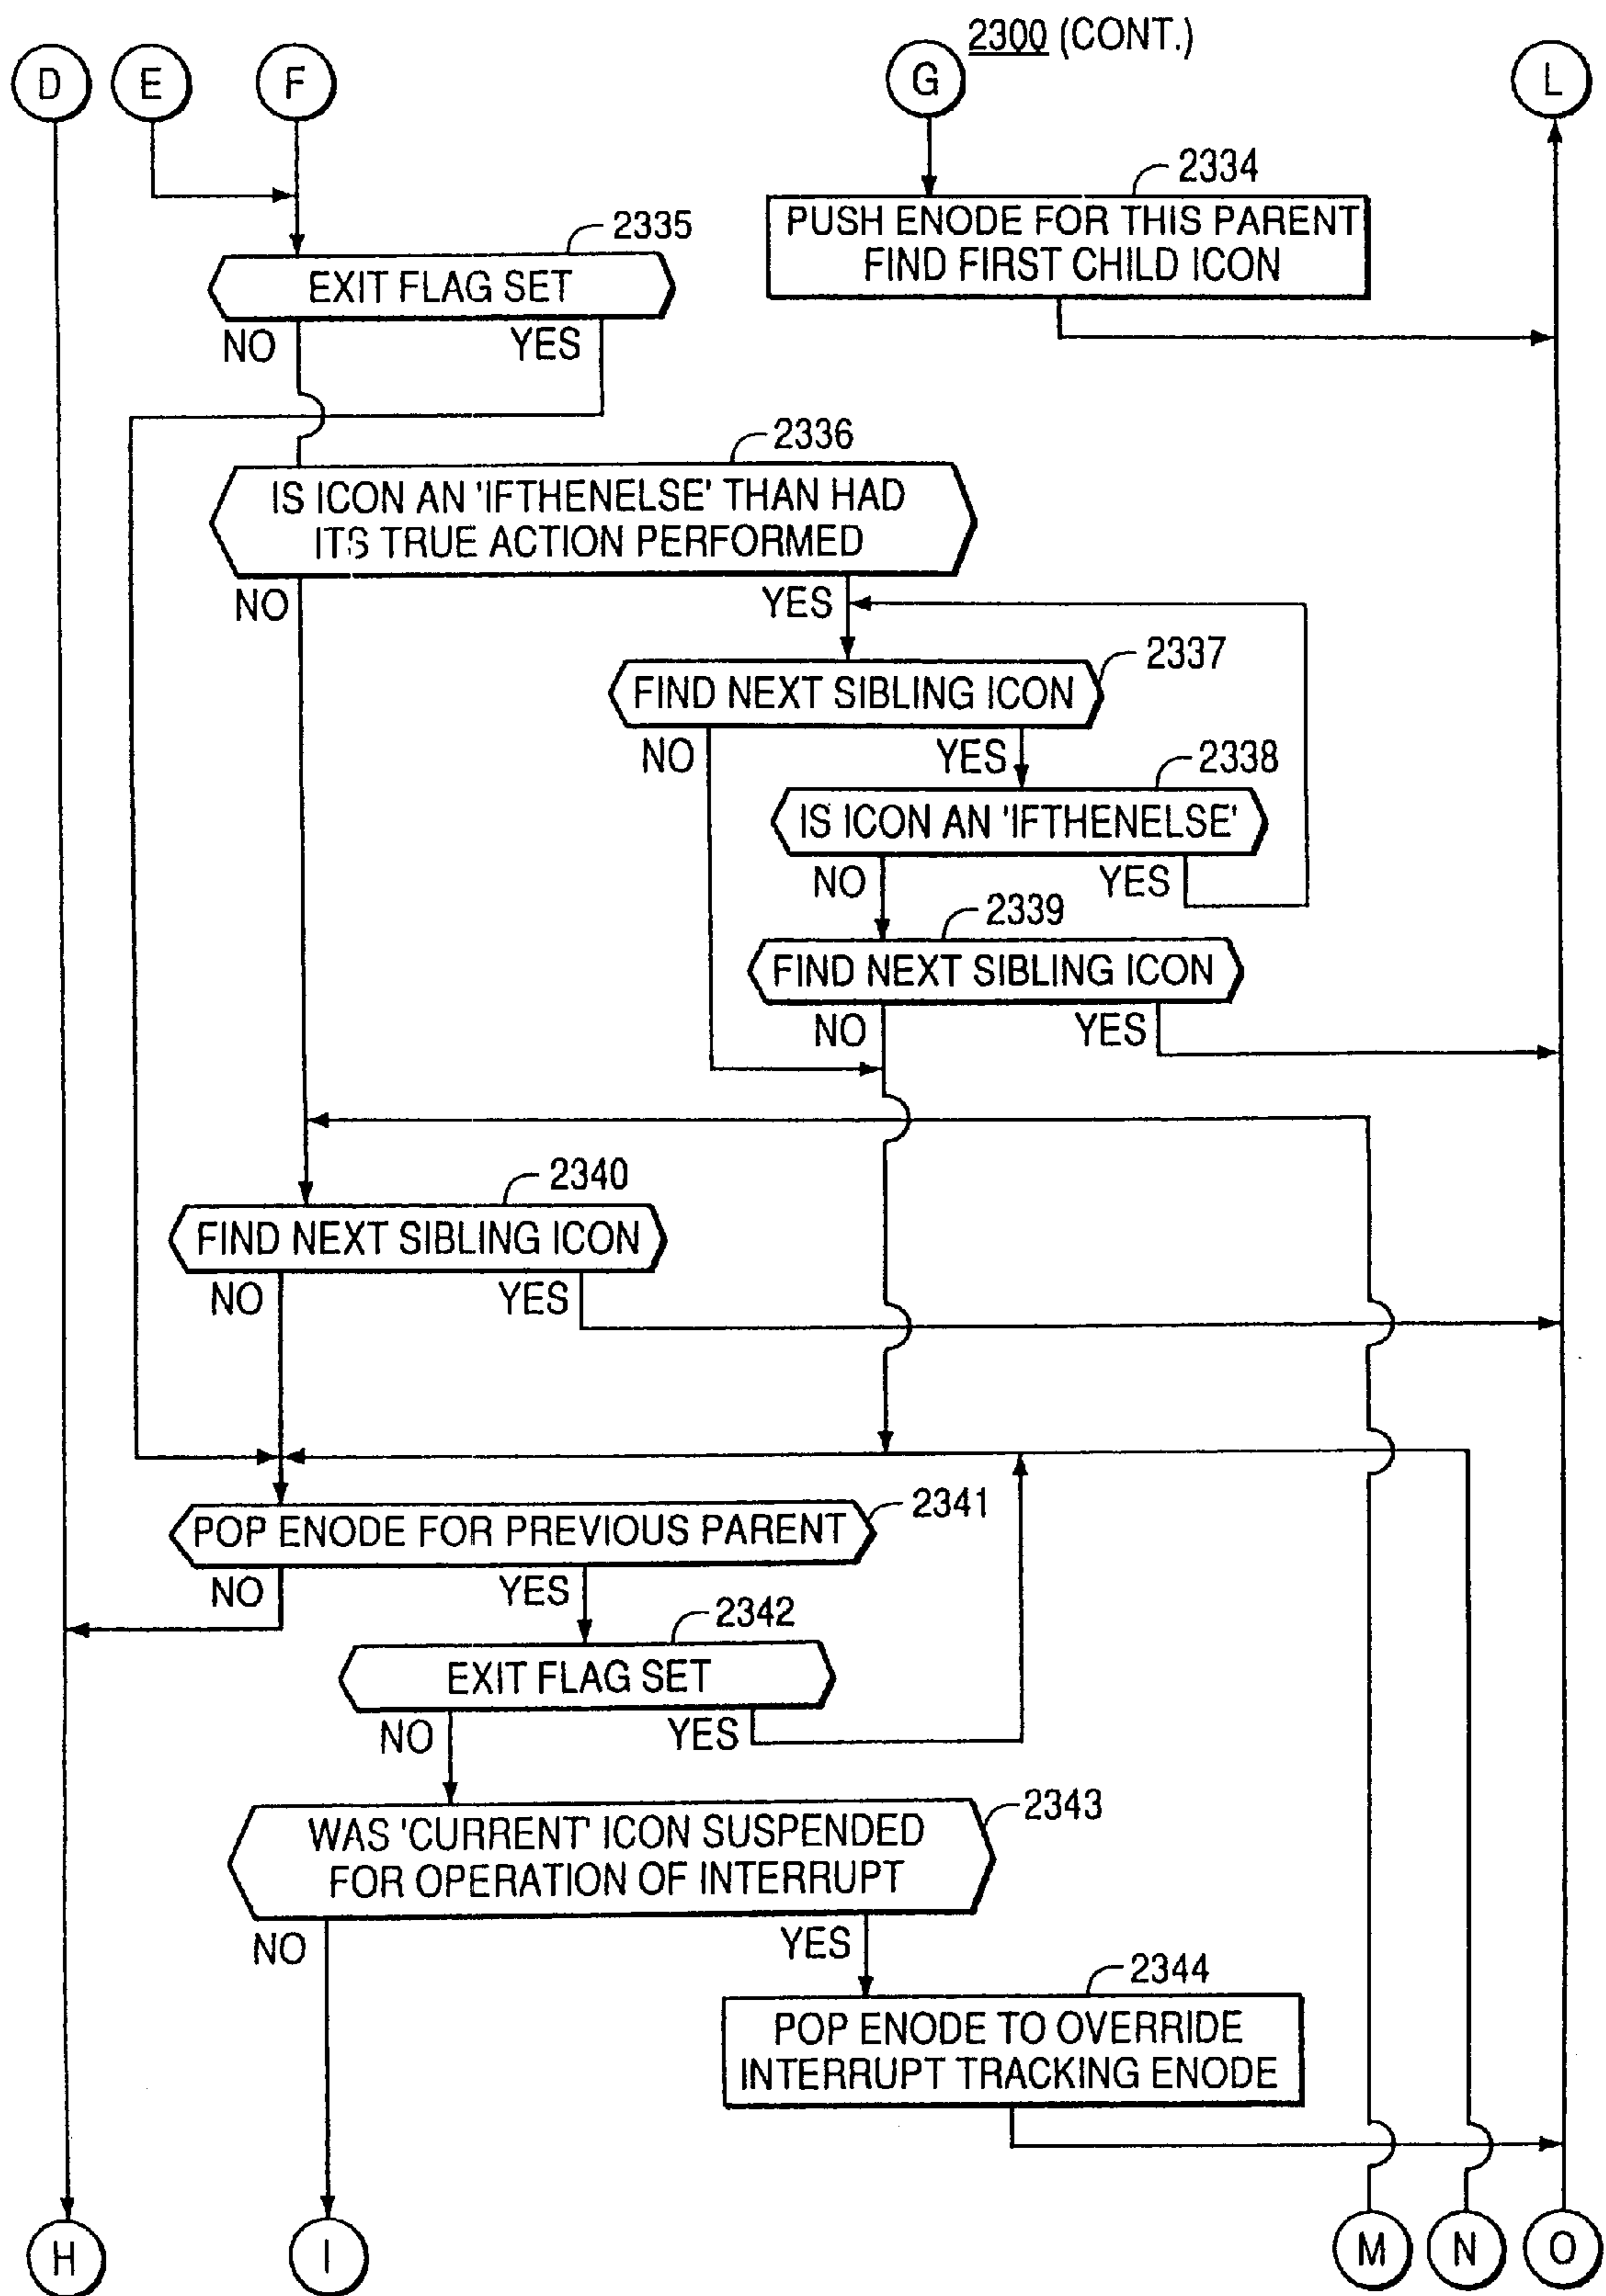 2300 (CONT.)
D
E
F
G
L
2334
PUSH ENODE FOR THIS PARENT
FIND FIRST CHILD ICON
2335
EXIT FLAG SET
NO
YES
2336
IS ICON AN 'IFTHENELSE' THAN HAD
ITS TRUE ACTION PERFORMED
NO
YES
2337
FIND NEXT SIBLING ICON
NO
YES
2338
IS ICON AN 'IFTHENELSE'
NO
YES
2339
FIND NEXT SIBLING ICON
NO
YES
2340
FIND NEXT SIBLING ICON
NO
YES
2341
POP ENODE FOR PREVIOUS PARENT
NO
YES
2342
EXIT FLAG SET
NO
YES
2343
WAS 'CURRENT' ICON SUSPENDED
FOR OPERATION OF INTERRUPT
NO
YES
2344
POP ENODE TO OVERRIDE
INTERRUPT TRACKING ENODE
H
I
M
N
O